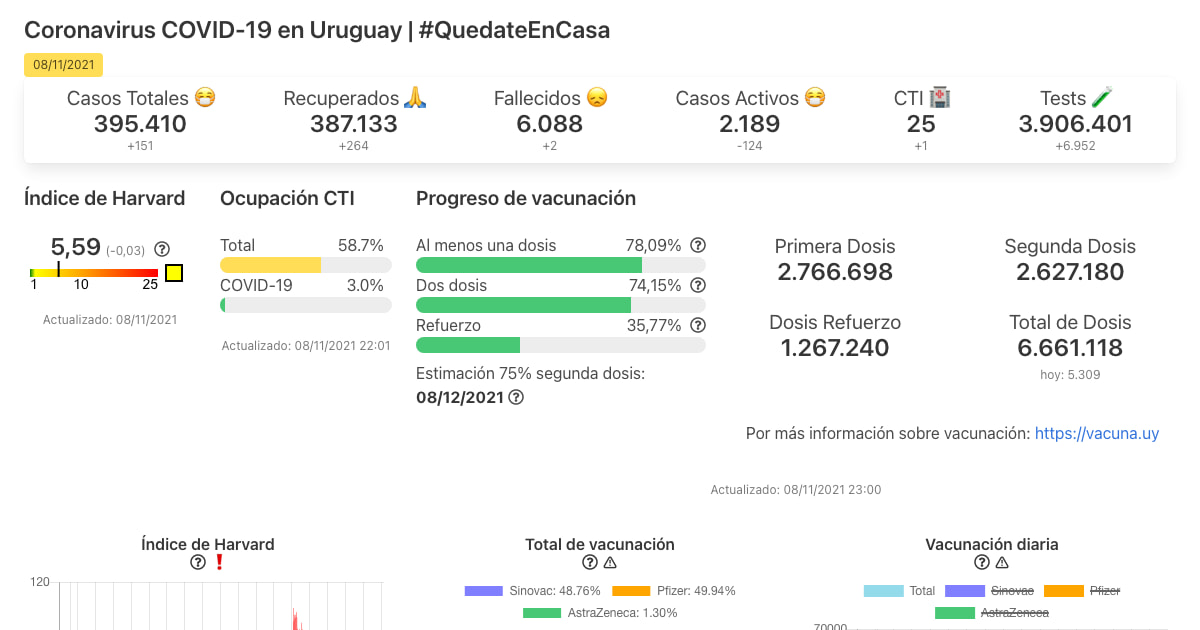 Coronavirus COVID-19 en Uruguay | #QuedateEnCasa
08/11/2021
Casos Totales 😷
395.410
+151
Recuperados 🙏
387.133
+264
Fallecidos 😞
6.088
+2
Casos Activos 😷
2.189
-124
CTI 🏥
25
+1
Tests 🧪
3.906.401
+6.952
Índice de Harvard
5,59 (-0,03)
1 10 25
Actualizado: 08/11/2021
Ocupación CTI
Total 58.7%
COVID-19 3.0%
Actualizado: 08/11/2021 22:01
Progreso de vacunación
Al menos una dosis 78,09%
Dos dosis 74,15%
Refuerzo 35,77%
Estimación 75% segunda dosis:
08/12/2021
Primera Dosis
2.766.698
Segunda Dosis
2.627.180
Dosis Refuerzo
1.267.240
Total de Dosis
6.661.118
hoy: 5.309
Por más información sobre vacunación: https://vacuna.uy
Actualizado: 08/11/2021 23:00
Índice de Harvard
120
Total de vacunación
Sinovac: 48.76% Pfizer: 49.94%
AstraZeneca: 1.30%
Vacunación diaria
Total Sinovac Pfizer
AstraZeneca
70000